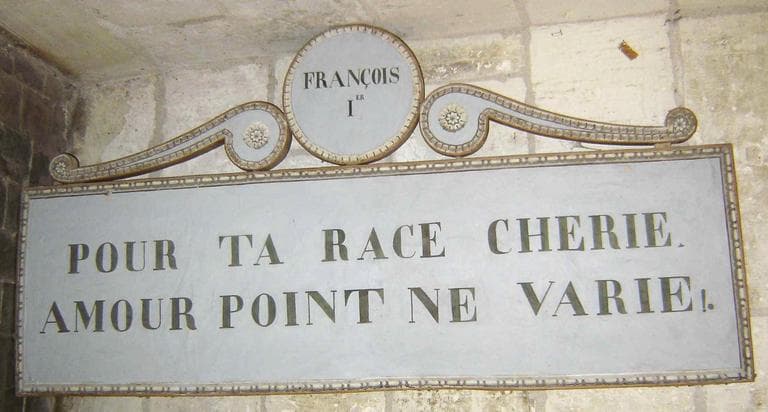 FRANÇOIS
IER
POUR TA RACE CHERIE.
AMOUR POINT NE VARIE!.